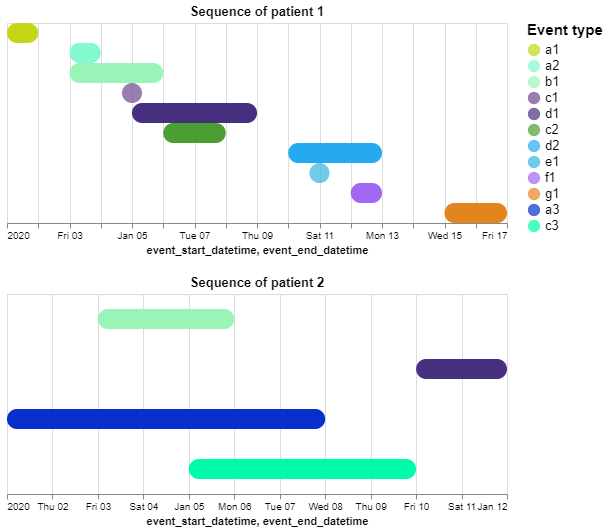 Sequence of patient 1
Event type
a1
a2
b1
c1
d1
c2
d2
e1
f1
g1
a3
c3
2020 Fri 03 Jan 05 Tue 07 Thu 09 Sat 11 Mon 13 Wed 15 Fri 17
event_start_datetime, event_end_datetime
Sequence of patient 2
2020 Thu 02 Fri 03 Sat 04 Jan 05 Mon 06 Tue 07 Wed 08 Thu 09 Fri 10 Sat 11 Jan 12
event_start_datetime, event_end_datetime